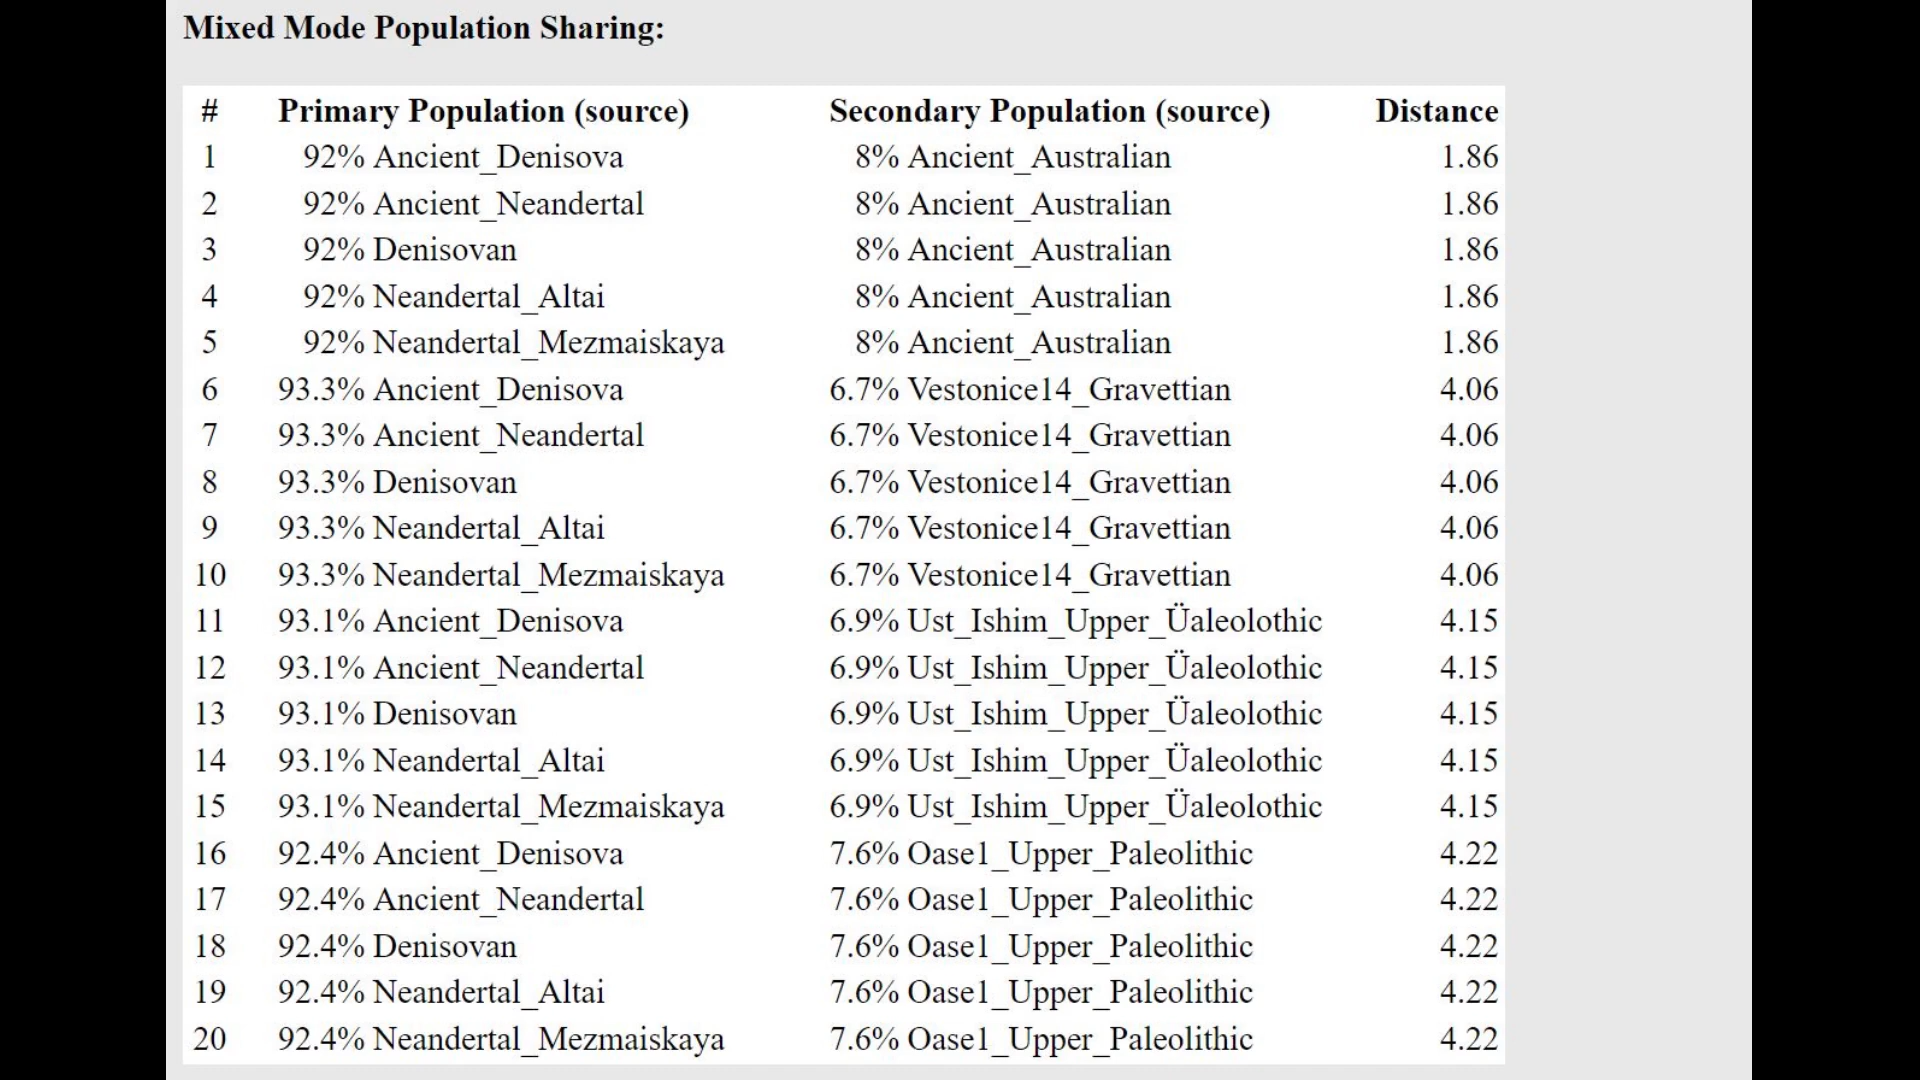 Mixed Mode Population Sharing:
# Primary Population (source) Secondary Population (source) Distance
1 92% Ancient_Denisova 8% Ancient_Australian 1.86
2 92% Ancient_Neandertal 8% Ancient_Australian 1.86
3 92% Denisovan 8% Ancient_Australian 1.86
4 92% Neandertal_Altai 8% Ancient_Australian 1.86
5 92% Neandertal_Mezmaiskaya 8% Ancient_Australian 1.86
6 93.3% Ancient_Denisova 6.7% Vestonice14_Gravettian 4.06
7 93.3% Ancient_Neandertal 6.7% Vestonice14_Gravettian 4.06
8 93.3% Denisovan 6.7% Vestonice14_Gravettian 4.06
9 93.3% Neandertal_Altai 6.7% Vestonice14_Gravettian 4.06
10 93.3% Neandertal_Mezmaiskaya 6.7% Vestonice14_Gravettian 4.06
11 93.1% Ancient_Denisova 6.9% Ust_Ishim_Upper_Üaleolothic 4.15
12 93.1% Ancient_Neandertal 6.9% Ust_Ishim_Upper_Üaleolothic 4.15
13 93.1% Denisovan 6.9% Ust_Ishim_Upper_Üaleolothic 4.15
14 93.1% Neandertal_Altai 6.9% Ust_Ishim_Upper_Üaleolothic 4.15
15 93.1% Neandertal_Mezmaiskaya 6.9% Ust_Ishim_Upper_Üaleolothic 4.15
16 92.4% Ancient_Denisova 7.6% Oase1_Upper_Paleolithic 4.22
17 92.4% Ancient_Neandertal 7.6% Oase1_Upper_Paleolithic 4.22
18 92.4% Denisovan 7.6% Oase1_Upper_Paleolithic 4.22
19 92.4% Neandertal_Altai 7.6% Oase1_Upper_Paleolithic 4.22
20 92.4% Neandertal_Mezmaiskaya 7.6% Oase1_Upper_Paleolithic 4.22